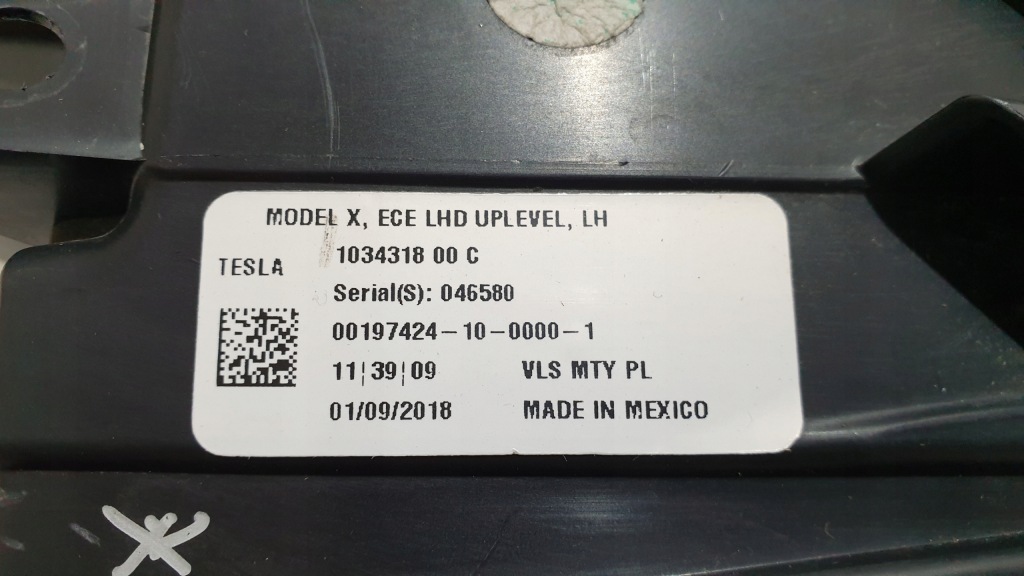 MODEL X, ECE LHD UPLEVEL, LH
1034318 00 C
TESLA
Serial(S): 046580
00197424-10-0000-1
11¦39¦09 VLS MTY PL
01/09/2018 MADE IN MEXICO